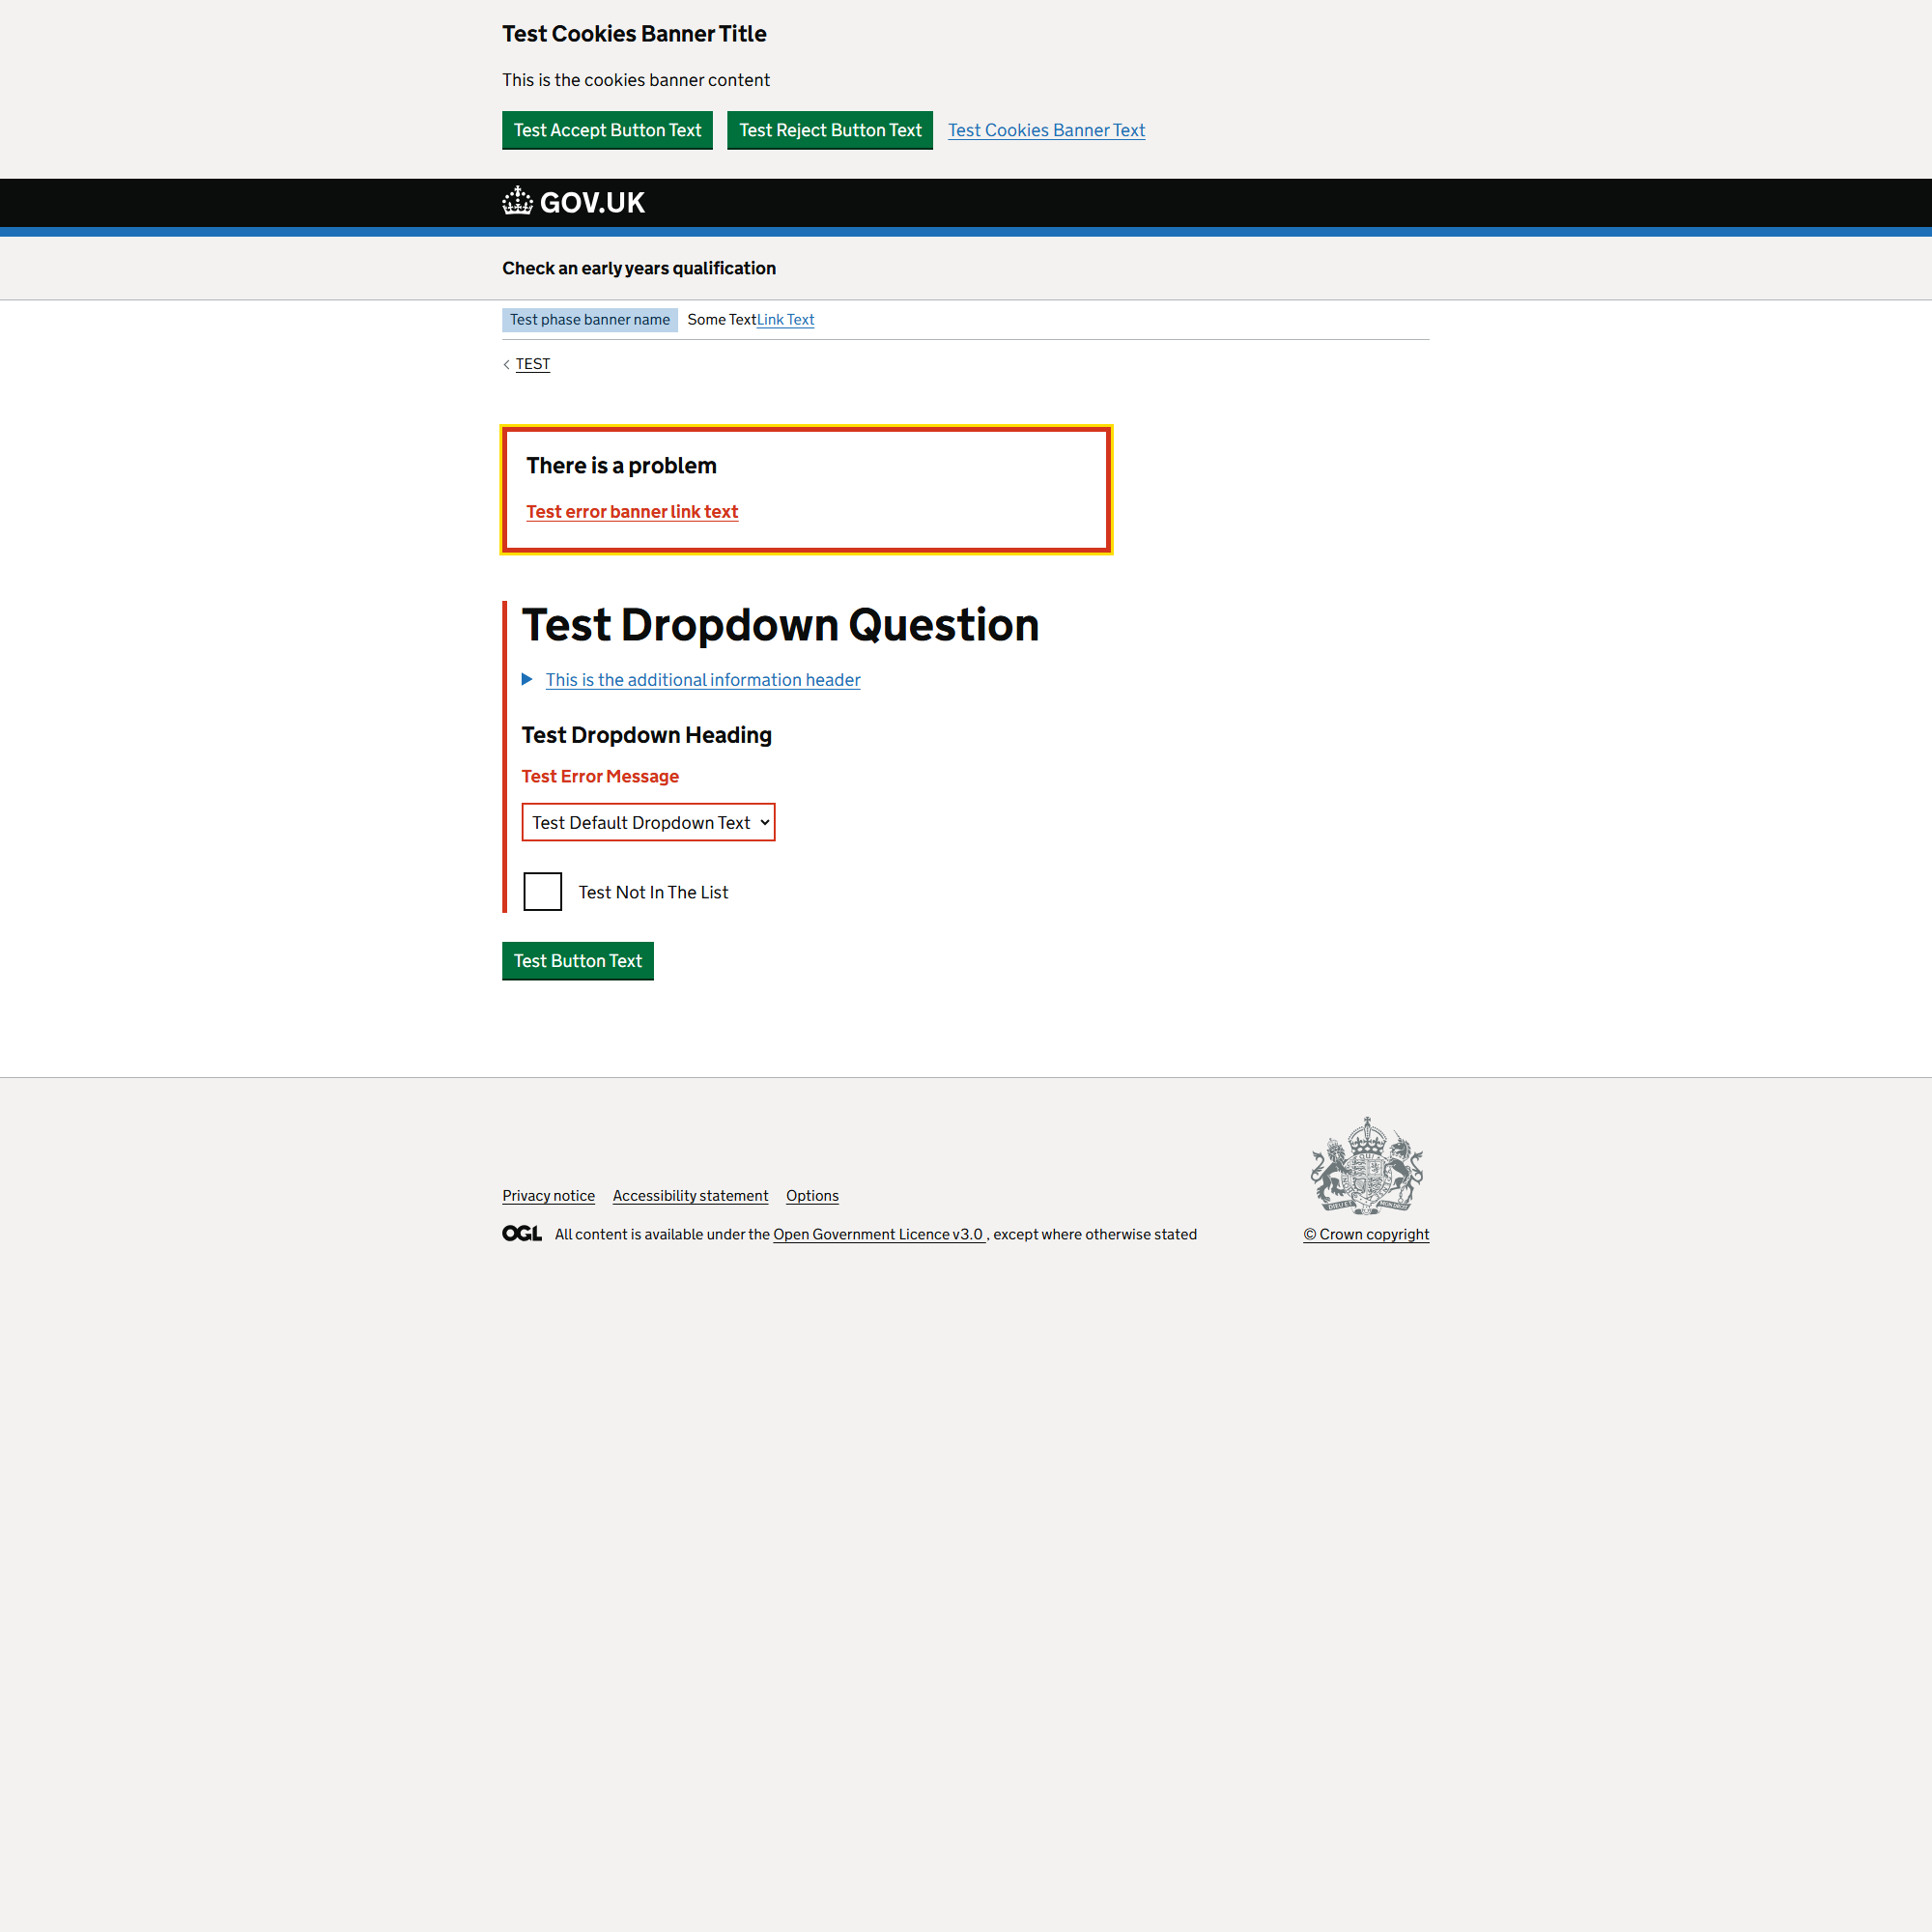 Test Cookies Banner Title
This is the cookies banner content
Test Accept Button Text Test Reject Button Text Test Cookies Banner Text
GOV.UK
Check an early years qualification
Test phase banner name Some TextLink Text
TEST
There is a problem
Test error banner link text
Test Dropdown Question
This is the additional information header
Test Dropdown Heading
Test Error Message
Test Default Dropdown Text
Test Not In The List
Test Button Text
Privacy notice Accessibility statement Options
OGL All content is available under the Open Government Licence v3.0 , except where otherwise stated
© Crown copyright